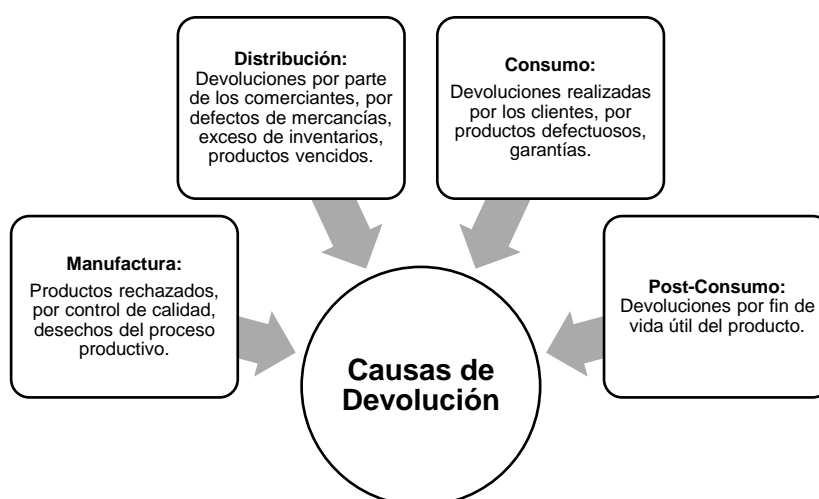 Distribución:
Devoluciones por parte
de los comerciantes, por
defectos de mercancías,
exceso de inventarios,
productos vencidos.
Consumo:
Devoluciones realizadas
por los clientes, por
productos defectuosos,
garantías.
Manufactura:
Productos rechazados,
por control de calidad,
desechos del proceso
productivo.
Post-Consumo:
Devoluciones por fin de
vida útil del producto.
Causas de
Devolución